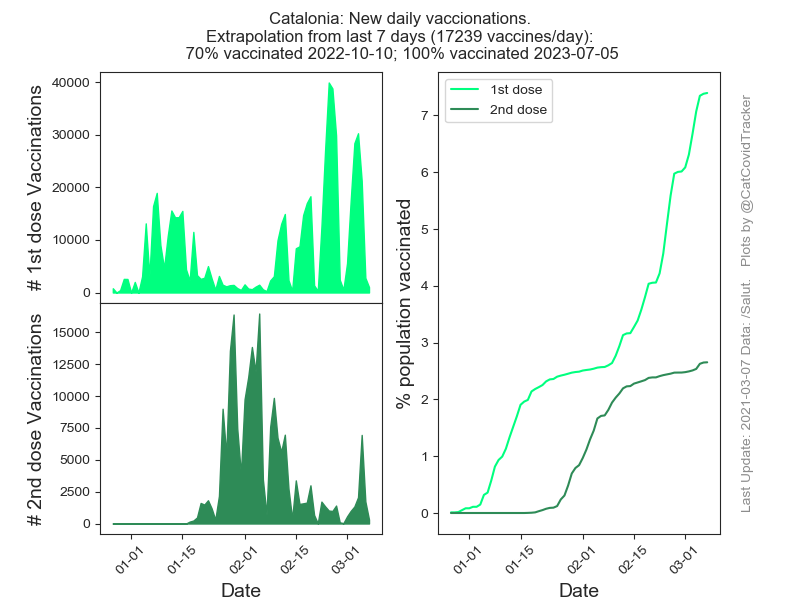 Catalonia: New daily vaccionations.
Extrapolation from last 7 days (17239 vaccines/day):
70% vaccinated 2022-10-10; 100% vaccinated 2023-07-05
# 1st dose Vaccinations
40000
30000
20000
10000
0
# 2nd dose Vaccinations
15000
12500
10000
7500
5000
2500
0
01-01
01-15
02-01
02-15
03-01
Date
% population vaccinated
1st dose
2nd dose
7
6
5
4
3
2
1
0
01-01
01-15
02-01
02-15
03-01
Date
Last Update: 2021-03-07 Data: /Salut. Plots by @CatCovidTracker